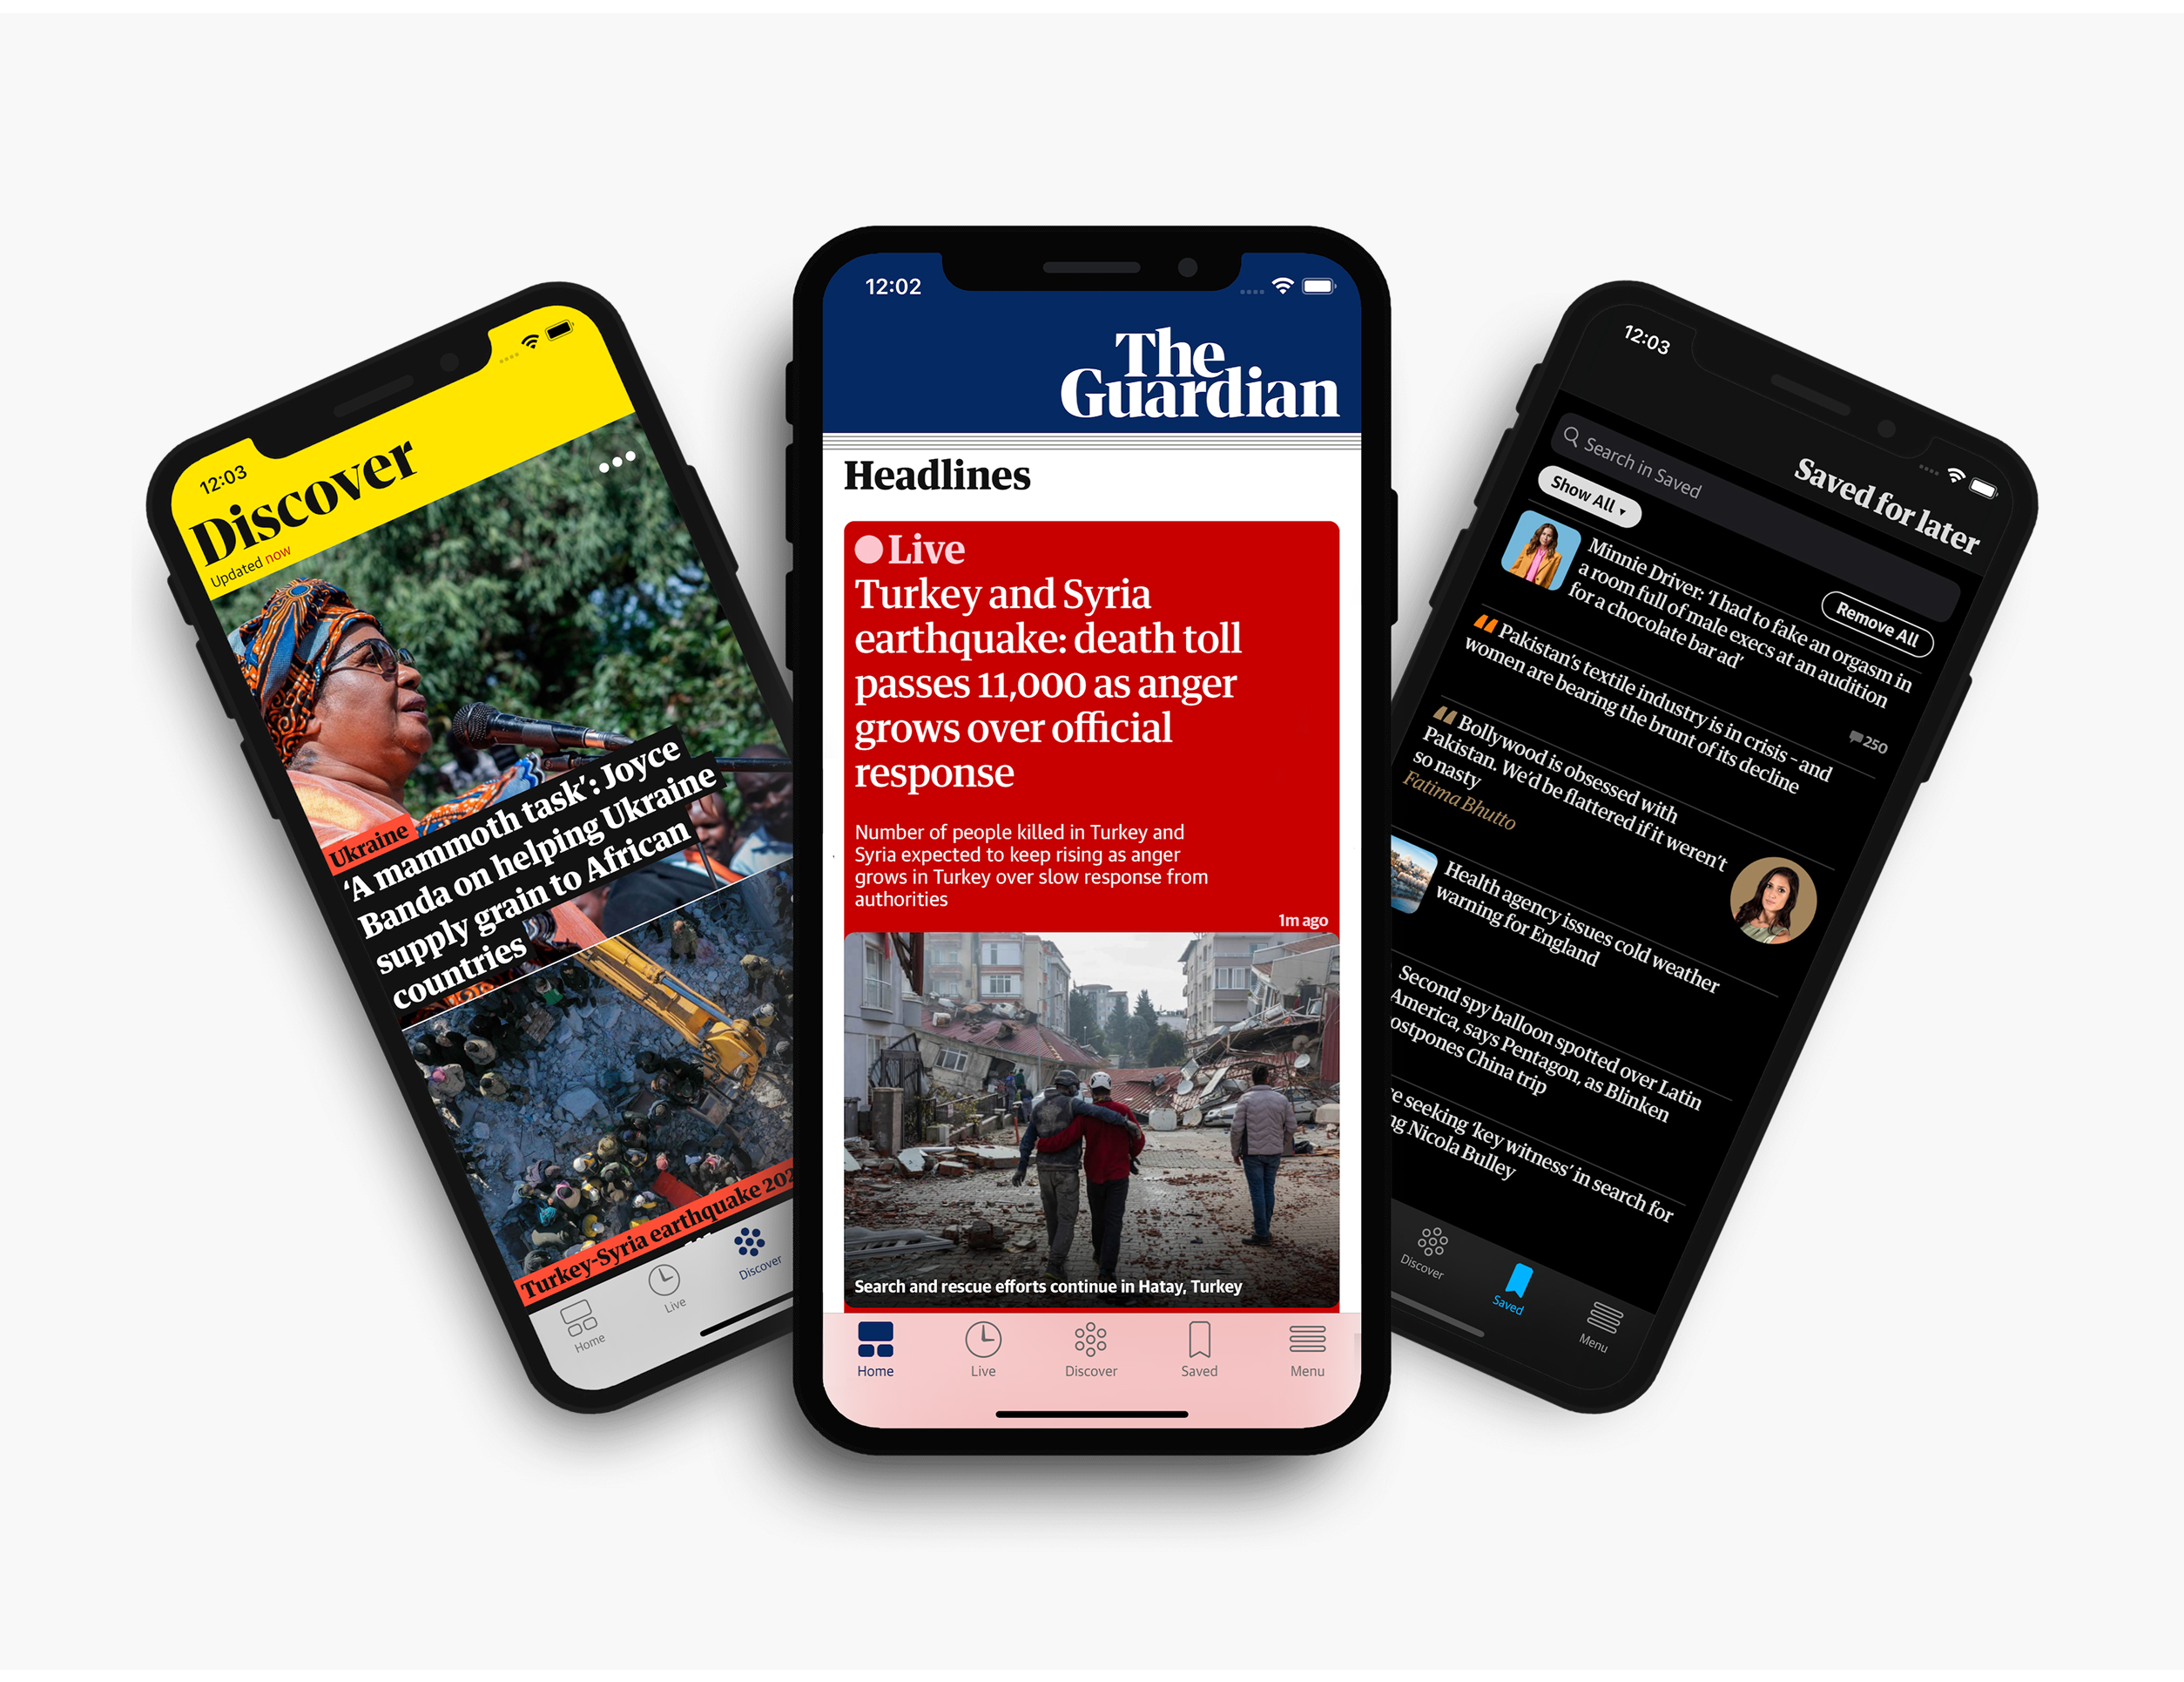 12:03
Discover
Updated now
Ukraine
‘A mammoth task’: Joyce
Banda on helping Ukraine
supply grain to African
countries
Turkey-Syria earthquake
Home
Live
Discover
12:02
The
Guardian
Headlines
Live
Turkey and Syria
earthquake: death toll
passes 11,000 as anger
grows over official
response
Number of people killed in Turkey and
Syria expected to keep rising as anger
grows in Turkey over slow response from
authorities
1m ago
Search and rescue efforts continue in Hatay, Turkey
Home
Live
Discover
Saved
Menu
12:03
Saved for later
Search in Saved
Show All
Remove All
Minnie Driver: ‘I had to fake an orgasm in
a room full of male execs at an audition
for a chocolate bar ad’
Pakistan’s textile industry is in crisis – and
women are bearing the brunt of its decline
250
Bollywood is obsessed with
Pakistan. We’d be flattered if it weren’t
so nasty
Fatima Bhutto
Health agency issues cold weather
warning for England
Second spy balloon spotted over Latin
America, says Pentagon, as Blinken
postpones China trip
seeking ‘key witness’ in search for
Nicola Bulley
Discover
Saved
Menu